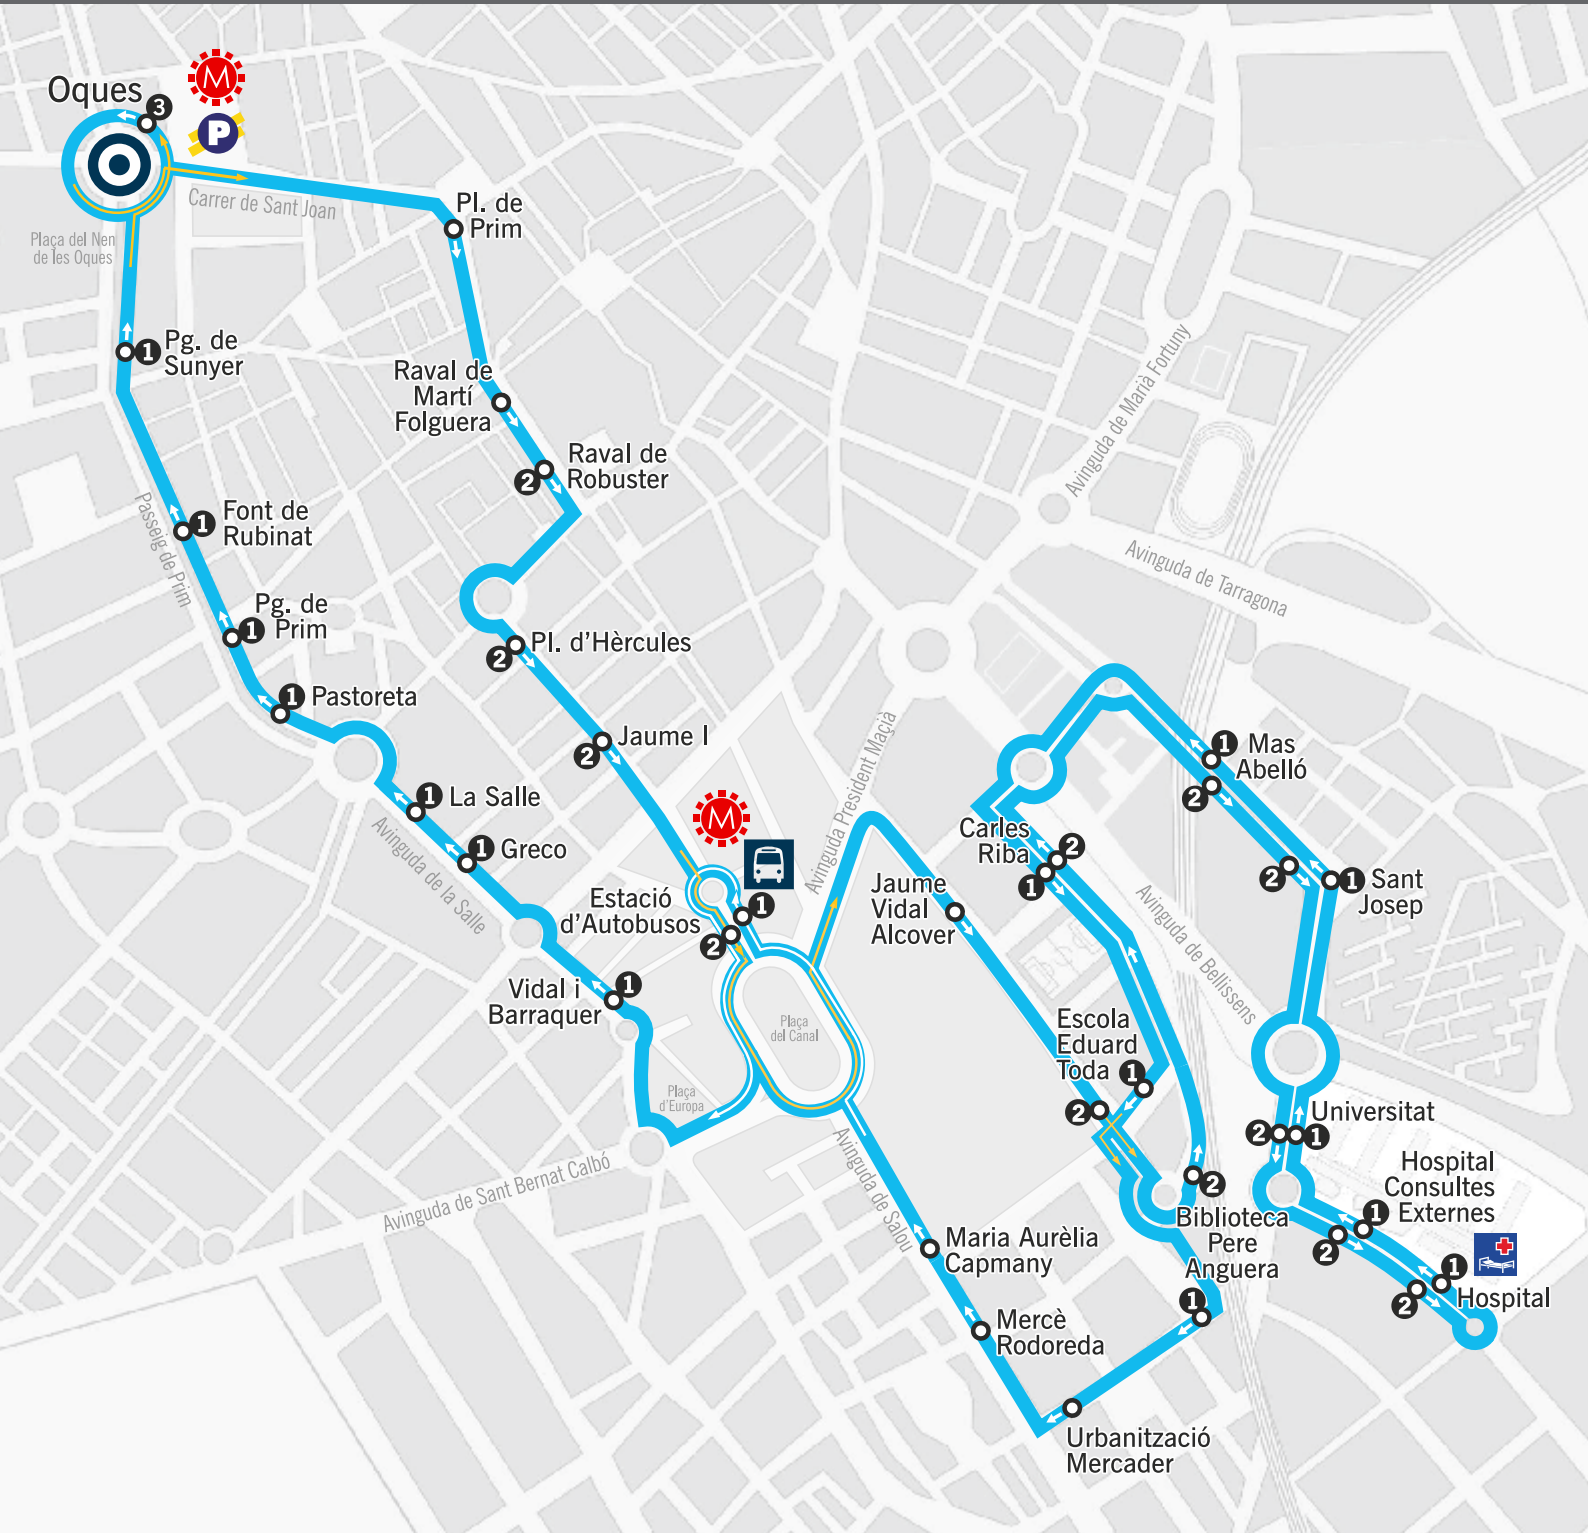 Oques
3
M
P
Carrer de Sant Joan
Plaça del Nen
de les Oques
Pl. de
Prim
1
Pg. de
Sunyer
Raval de
Martí
Folguera
Raval de
Robuster
2
Avinguda de Marià Fortuny
Passeig de Prim
1
Font de
Rubinat
Avinguda de Tarragona
Pg. de
1
Prim
Pl. d'Hèrcules
2
1
Pastoreta
Jaume I
2
Avinguda President Macià
1
Mas
Abelló
2
1
La Salle
M
Avinguda de la Salle
1
Greco
Carles
Riba
2
1
Jaume
Vidal
Alcover
2
1
Sant
Josep
Avinguda de Bellissens
Estació
d'Autobusos
1
2
Vidal i
Barraquer
1
Plaça
del Canal
Escola
Eduard
Toda
1
2
Plaça
d'Europa
Universitat
2
1
Avinguda de Sant Bernat Calbó
Avinguda de Salou
Hospital
Consultes
Externes
1
2
2
Biblioteca
Pere
Anguera
1
Maria Aurèlia
Capmany
1
Hospital
2
Mercè
Rodoreda
Urbanització
Mercader